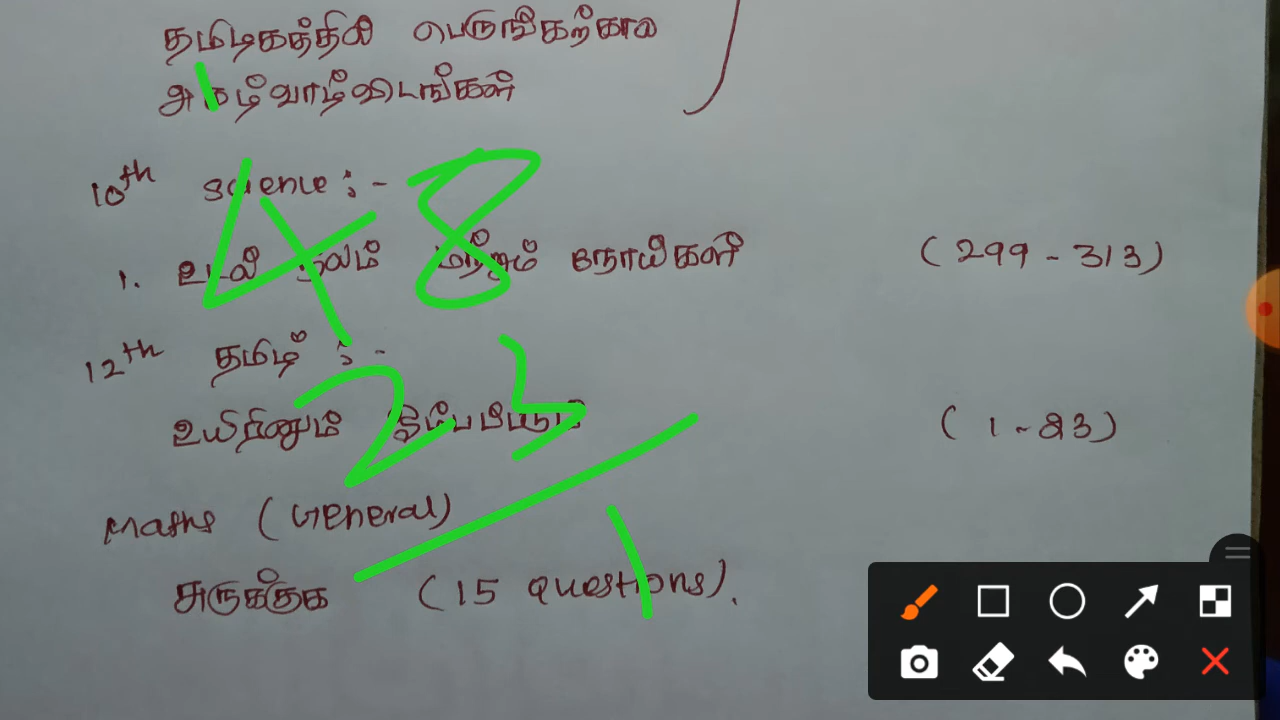 தமிழகத்தில் பெருங்கற்கால
அகழ்வாழ்விடங்கள்
10th Science :-
1. உடல் நலம் மற்றும் நோய்கள் (299 - 313)
12th தமிழ் :-
உயிரினும் ஓம்பப்படும் (1 - 23)
Maths (General)
சுருக்குக (15 questions).
48
23
1